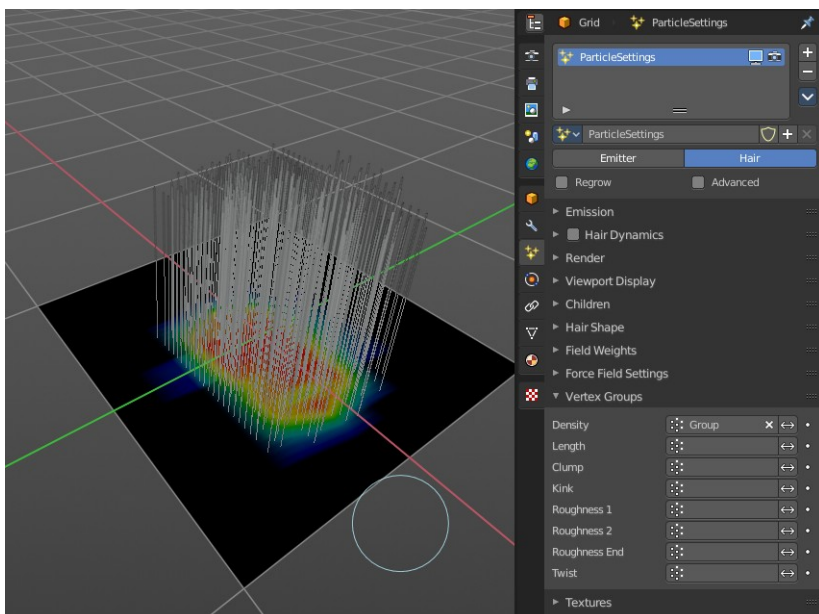 Grid ParticleSettings
ParticleSettings
ParticleSettings
Emitter Hair
Regrow Advanced
Emission
Hair Dynamics
Render
Viewport Display
Children
Hair Shape
Field Weights
Force Field Settings
Vertex Groups
Density Group
Length
Clump
Kink
Roughness 1
Roughness 2
Roughness End
Twist
Textures